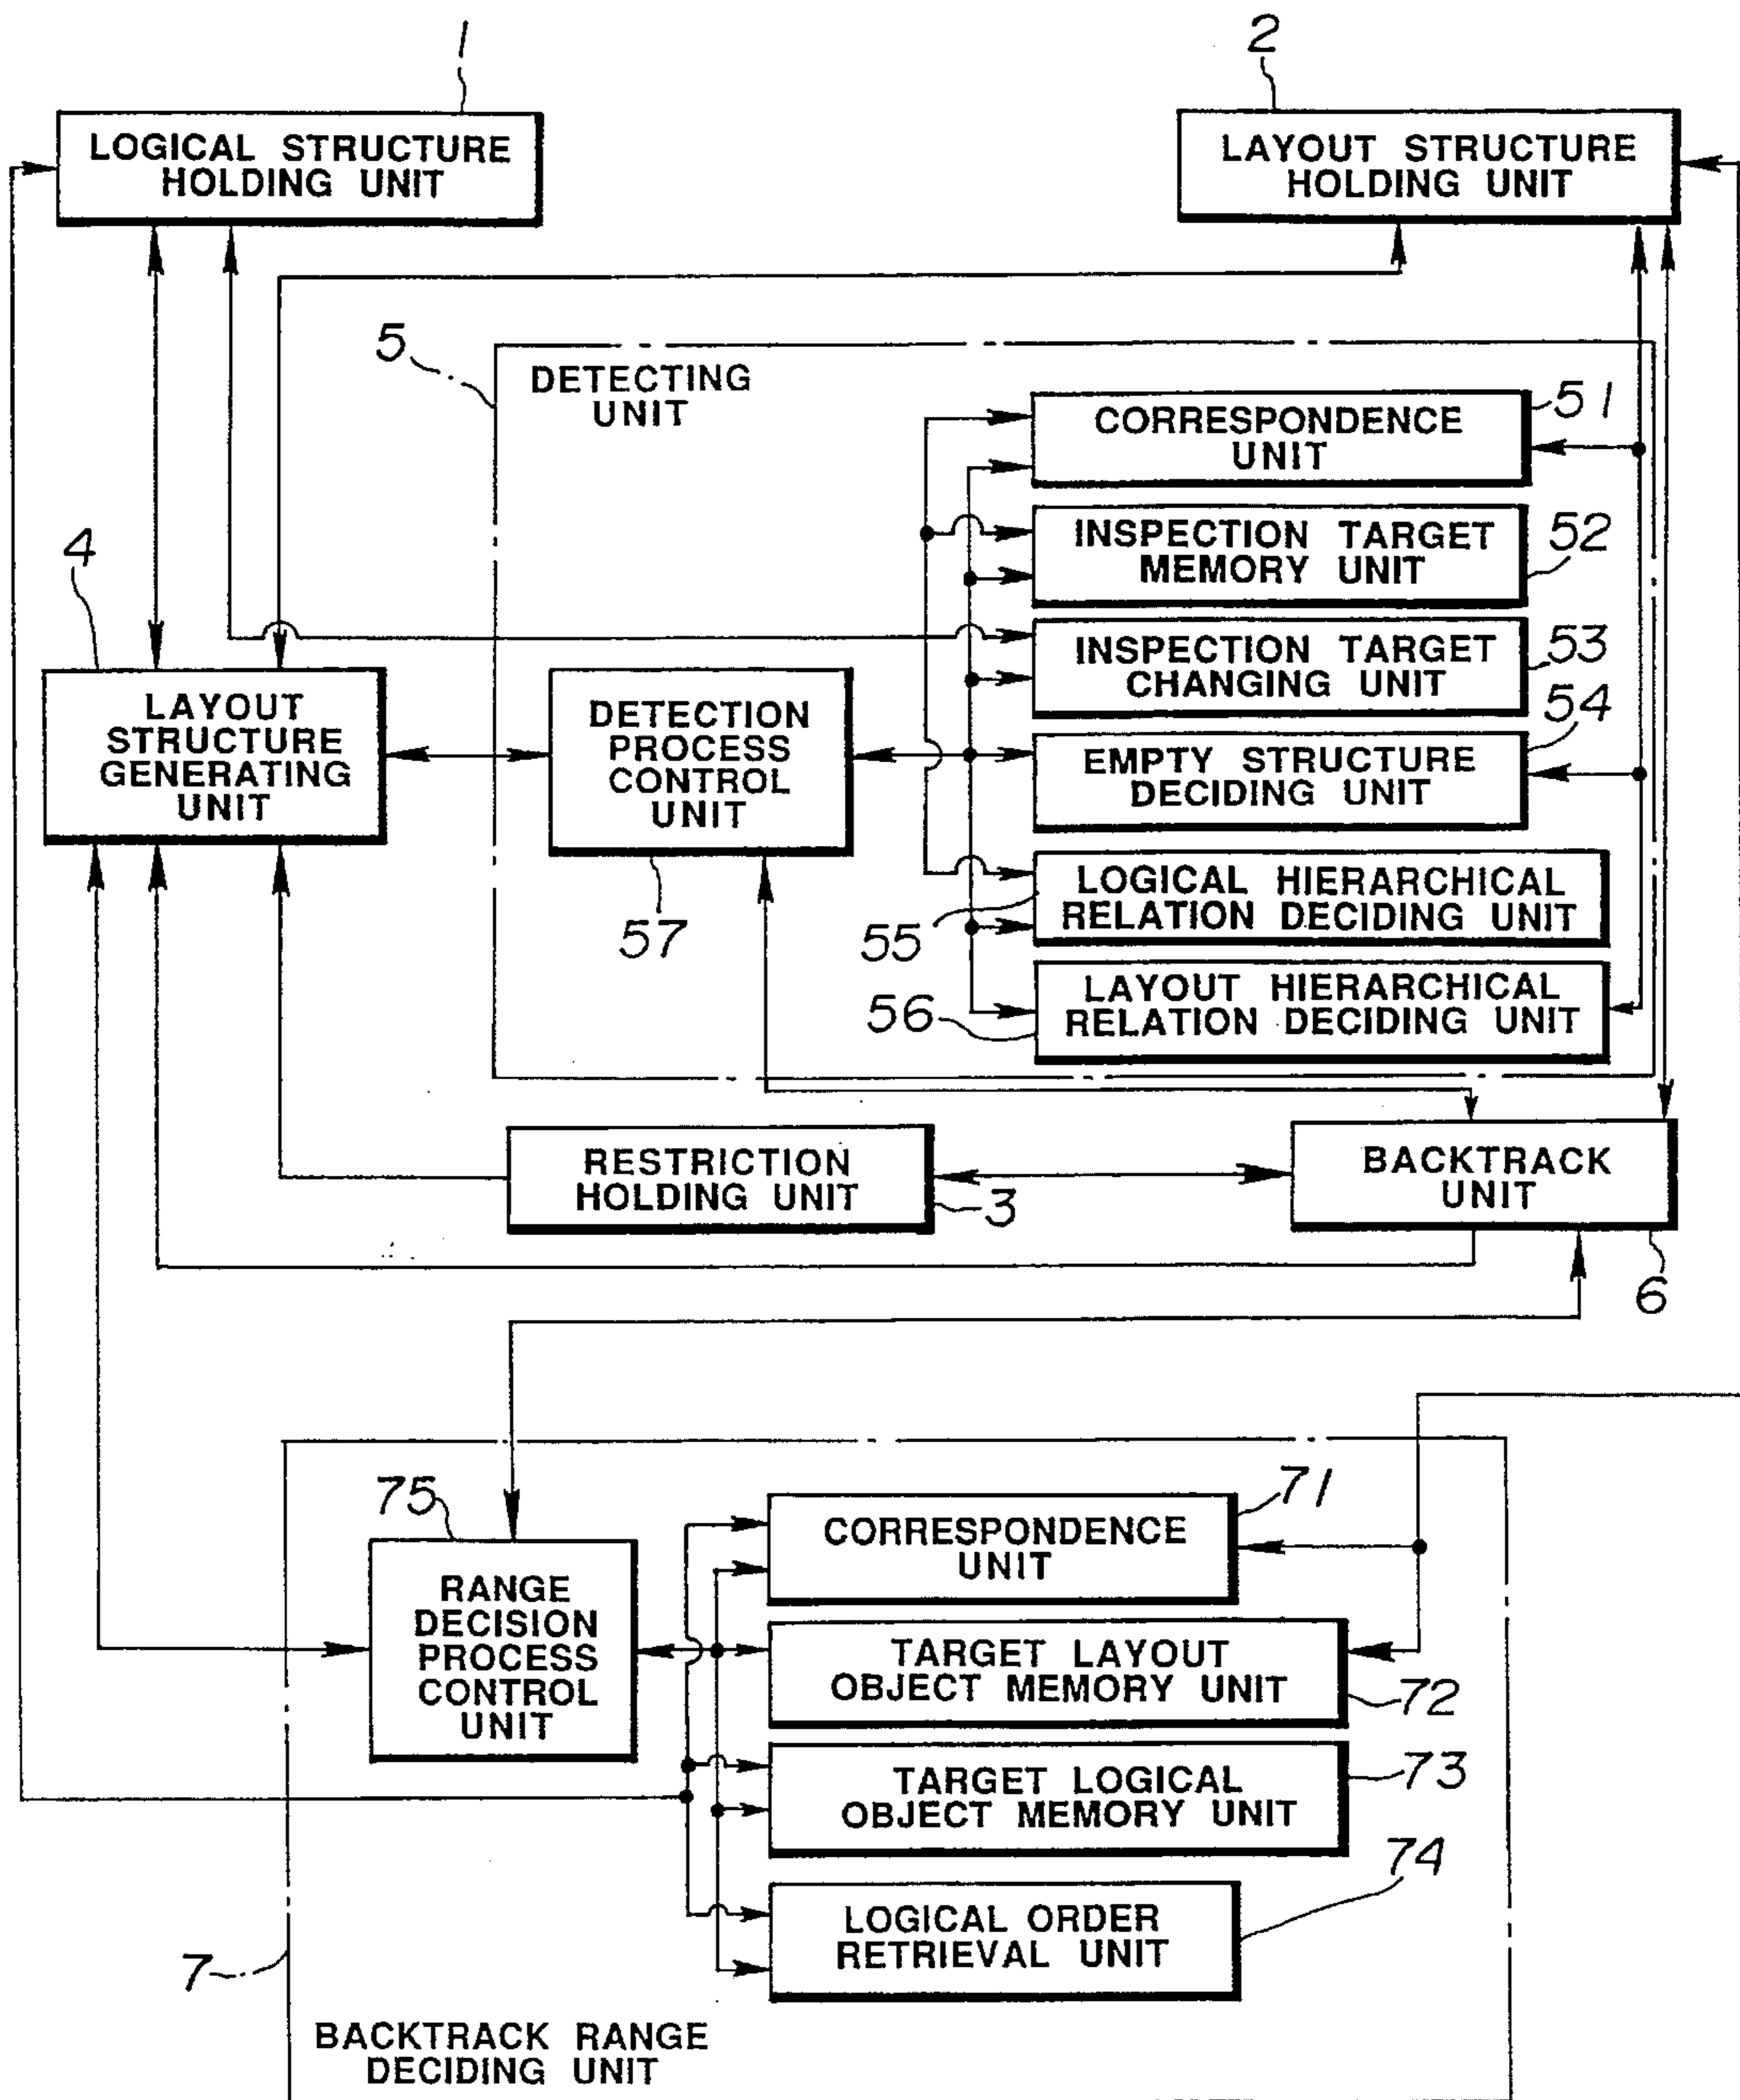 1
2
LOGICAL STRUCTURE
HOLDING UNIT
LAYOUT STRUCTURE
HOLDING UNIT
5
DETECTING
UNIT
51
CORRESPONDENCE
UNIT
52
INSPECTION TARGET
MEMORY UNIT
4
53
INSPECTION TARGET
CHANGING UNIT
LAYOUT
STRUCTURE
GENERATING
UNIT
DETECTION
PROCESS
CONTROL
UNIT
54
EMPTY STRUCTURE
DECIDING UNIT
57
LOGICAL HIERARCHICAL
RELATION DECIDING UNIT
55
LAYOUT HIERARCHICAL
RELATION DECIDING UNIT
56
RESTRICTION
HOLDING UNIT
3
BACKTRACK
UNIT
6
75
71
CORRESPONDENCE
UNIT
RANGE
DECISION
PROCESS
CONTROL
UNIT
TARGET LAYOUT
OBJECT MEMORY UNIT
72
73
TARGET LOGICAL
OBJECT MEMORY UNIT
74
LOGICAL ORDER
RETRIEVAL UNIT
7
BACKTRACK RANGE
DECIDING UNIT